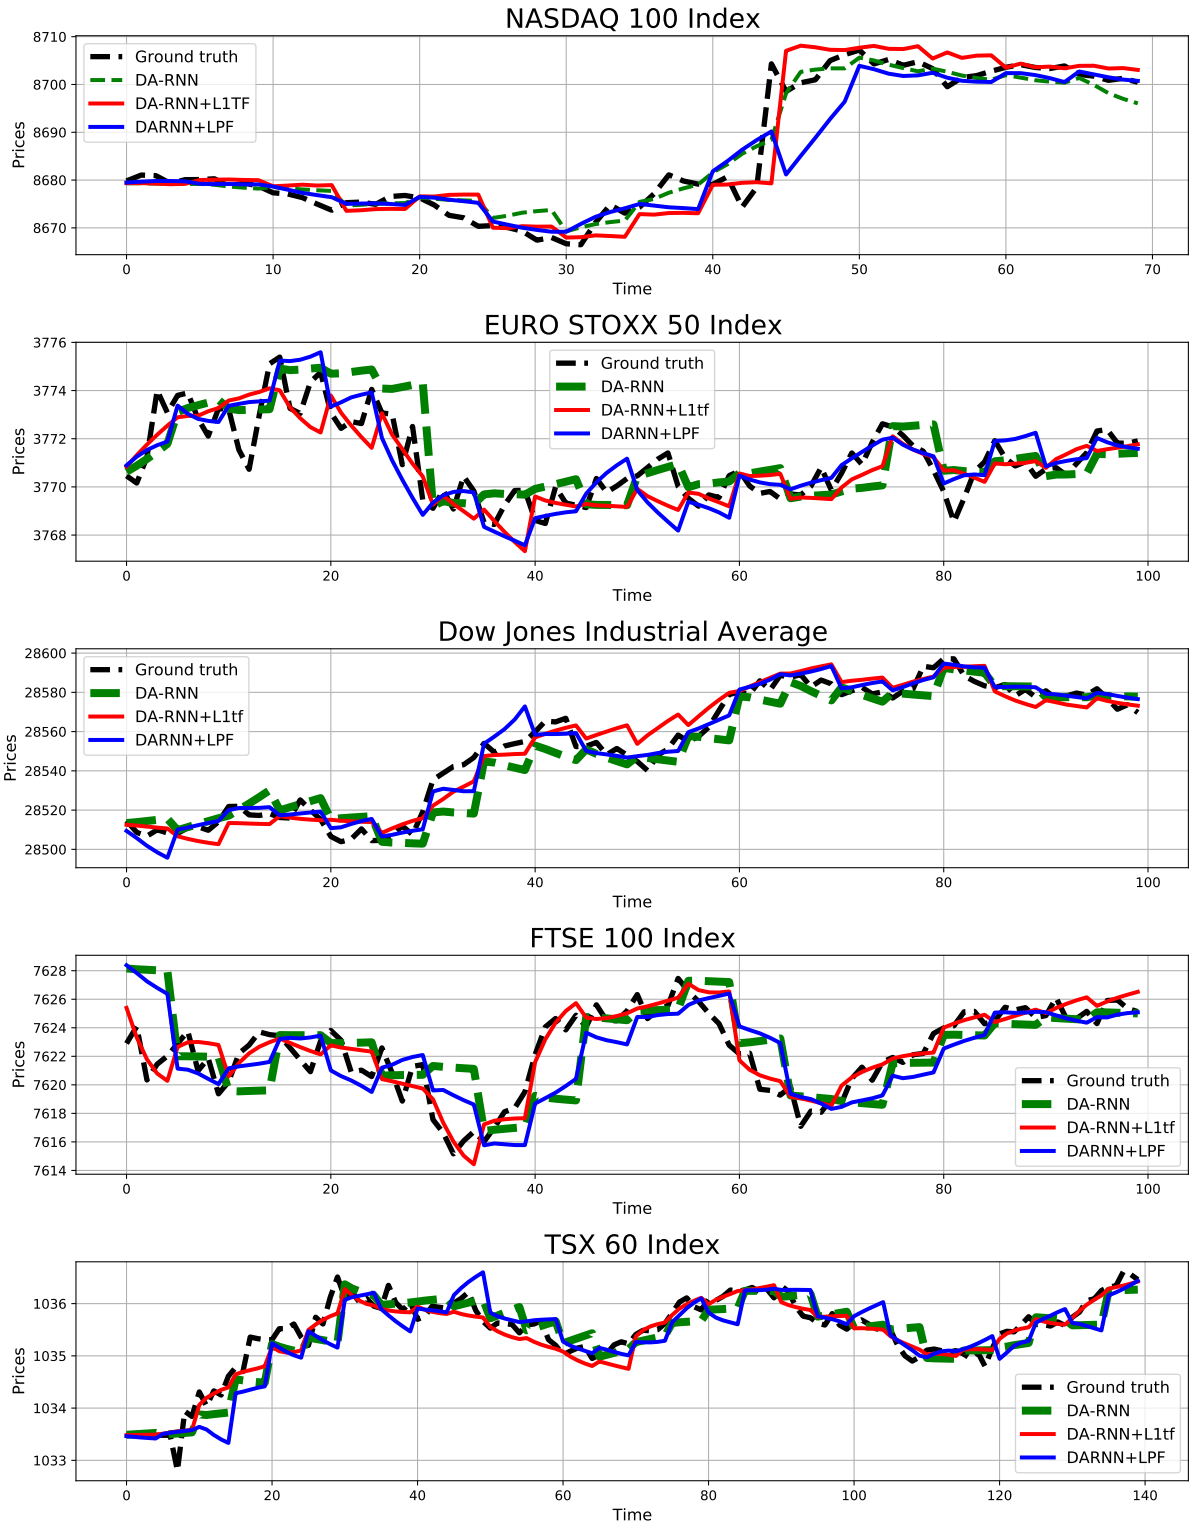 NASDAQ 100 Index
8710
8700
8690
8680
8670
Prices
Ground truth
DA-RNN
DA-RNN+L1TF
DARNN+LPF
0 10 20 30 40 50 60 70
Time
EURO STOXX 50 Index
3776
3774
3772
3770
3768
Prices
Ground truth
DA-RNN
DA-RNN+L1tf
DARNN+LPF
0 20 40 60 80 100
Time
Dow Jones Industrial Average
28600
28580
28560
28540
28520
28500
Prices
Ground truth
DA-RNN
DA-RNN+L1tf
DARNN+LPF
0 20 40 60 80 100
Time
FTSE 100 Index
7628
7626
7624
7622
7620
7618
7616
7614
Prices
Ground truth
DA-RNN
DA-RNN+L1tf
DARNN+LPF
0 20 40 60 80 100
Time
TSX 60 Index
1036
1035
1034
1033
Prices
Ground truth
DA-RNN
DA-RNN+L1tf
DARNN+LPF
0 20 40 60 80 100 120 140
Time